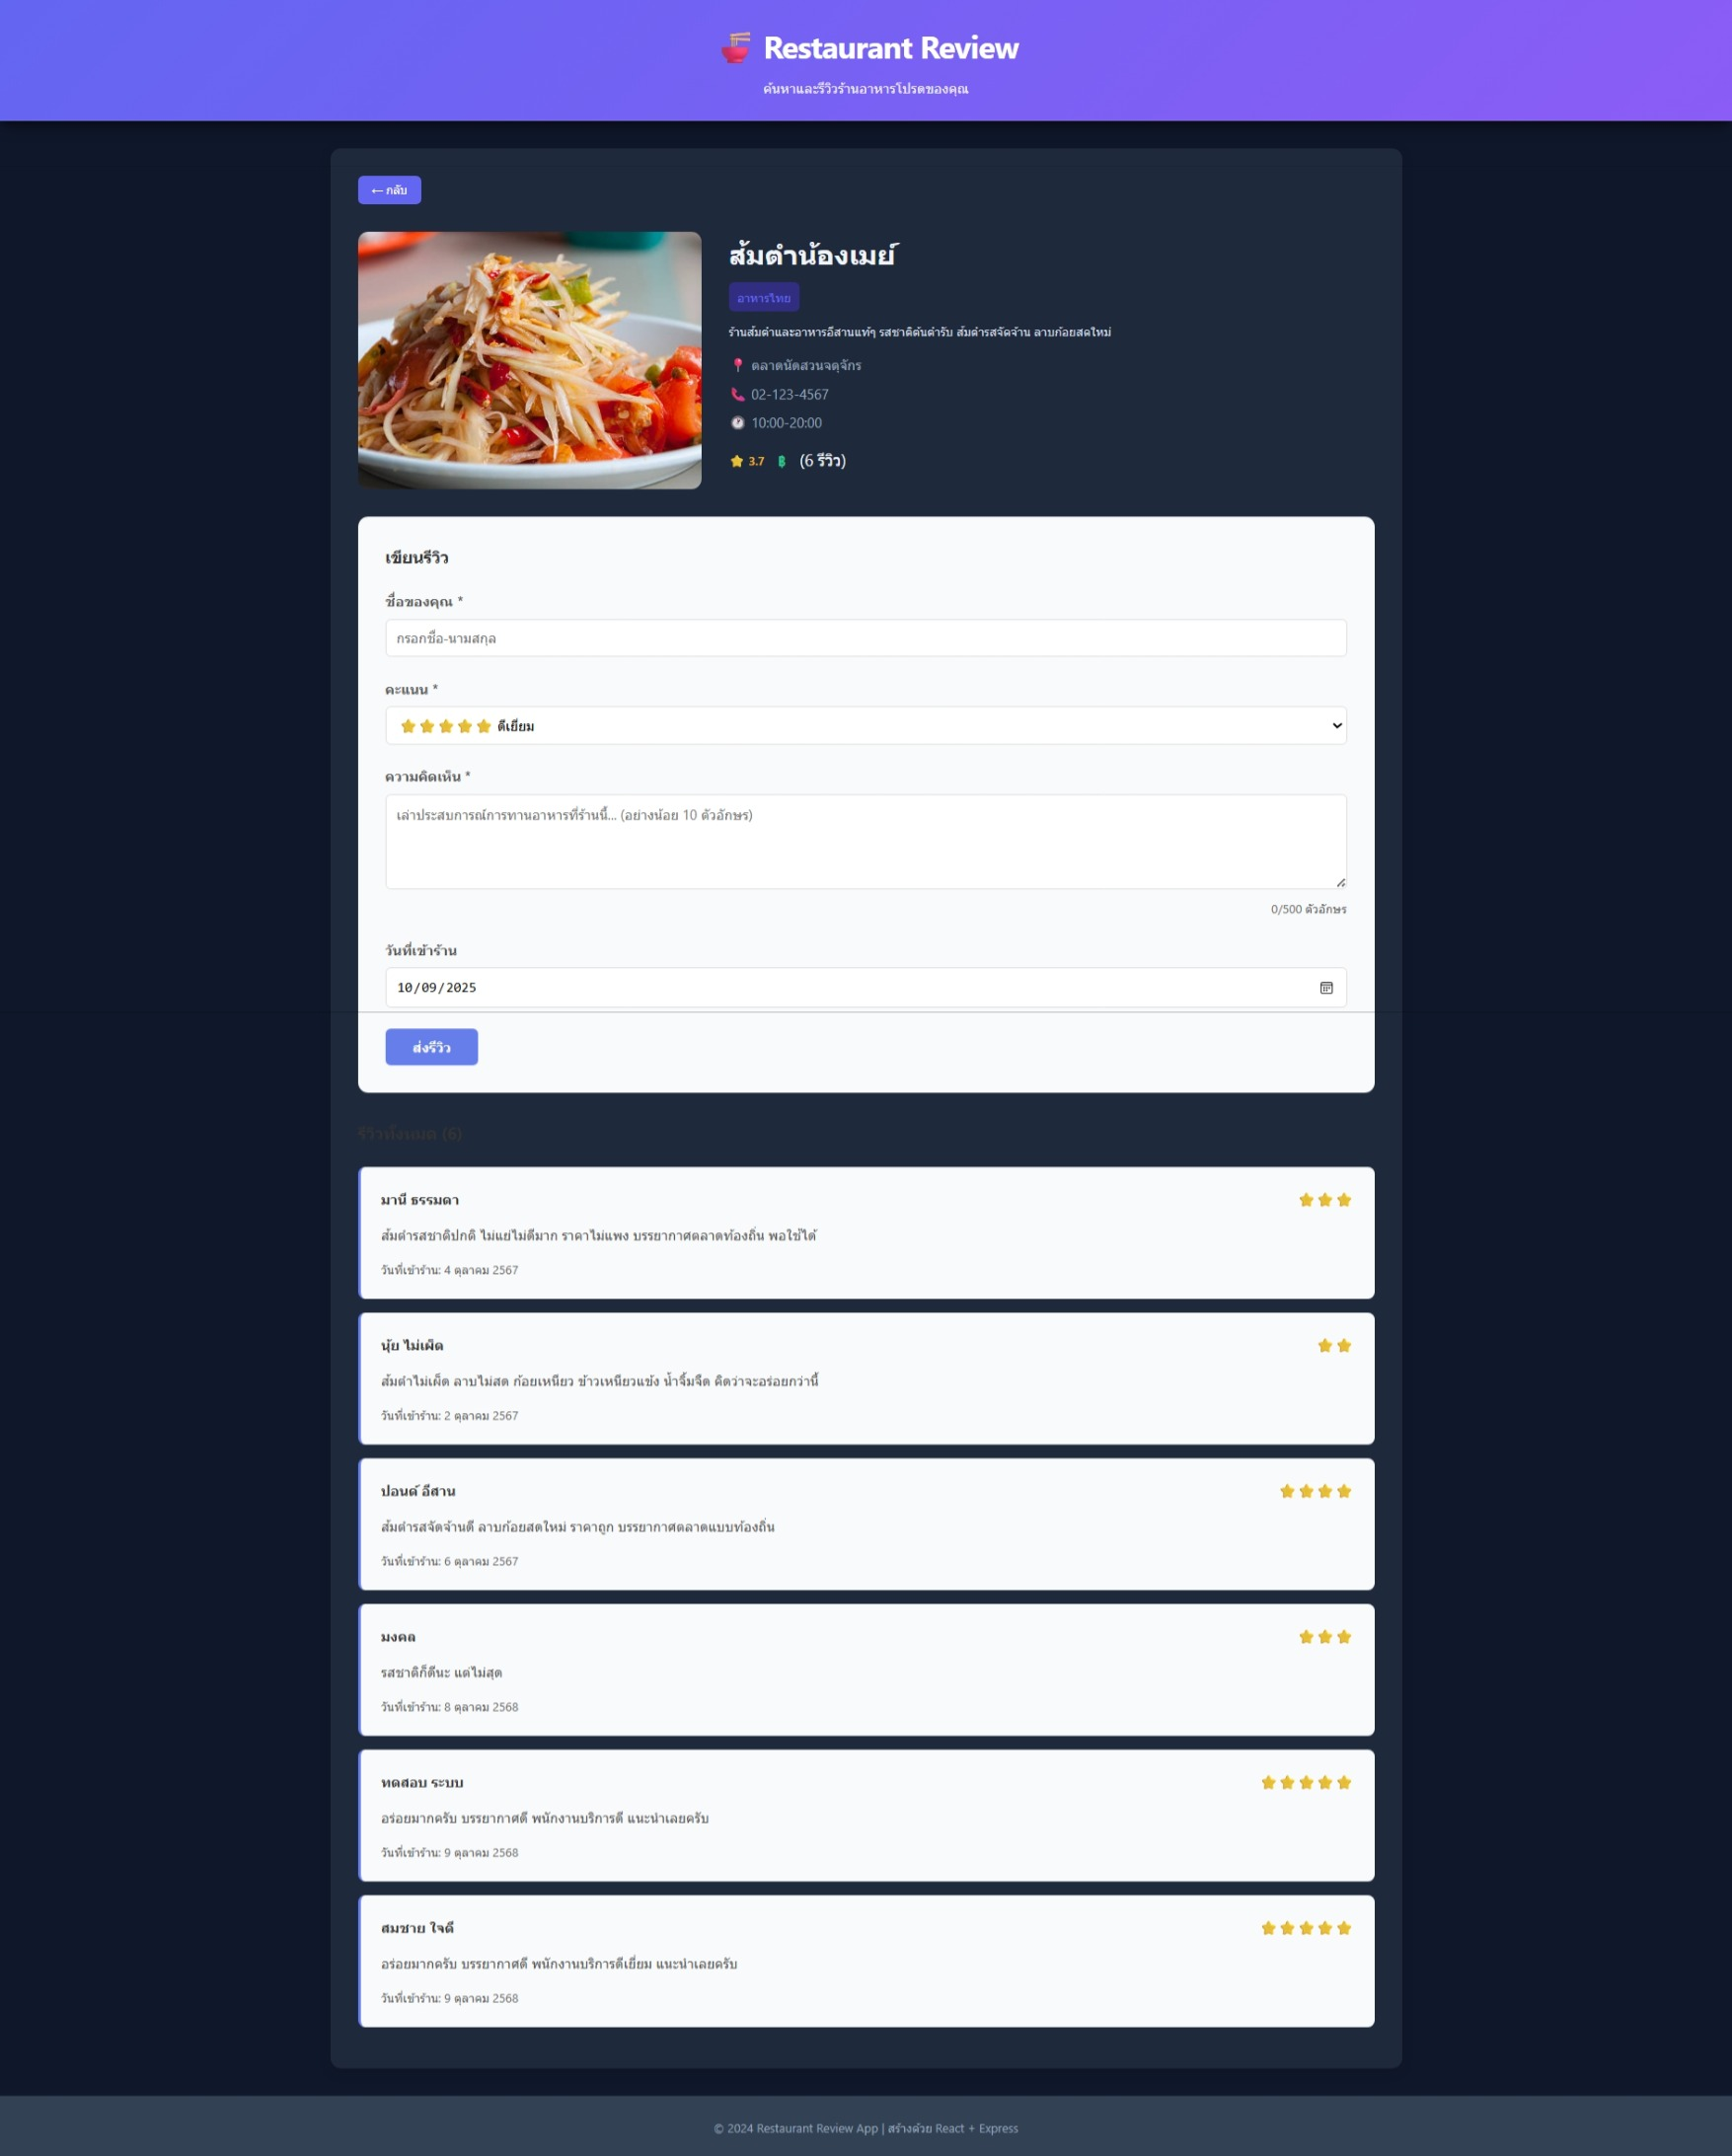 Restaurant Review
ค้นหาและรีวิวร้านอาหารโปรดของคุณ
← กลับ
ส้มตำน้องเมย์
อาหารไทย
ร้านส้มตำและอาหารอีสานแท้ๆ รสชาติต้นตำรับ ส้มตำรสจัดจ้าน ลาบก้อยสดใหม่
ตลาดนัดสวนจตุจักร
02-123-4567
10:00-20:00
3.7 ฿ (6 รีวิว)
เขียนรีวิว
ชื่อของคุณ *
กรอกชื่อ-นามสกุล
คะแนน *
ดีเยี่ยม
ความคิดเห็น *
เล่าประสบการณ์การทานอาหารที่ร้านนี้... (อย่างน้อย 10 ตัวอักษร)
0/500 ตัวอักษร
วันที่เข้าร้าน
10/09/2025
ส่งรีวิว
รีวิวทั้งหมด (6)
มานี ธรรมดา
ส้มตำรสชาติปกติ ไม่แย่ไม่ดีมาก ราคาไม่แพง บรรยากาศตลาดท้องถิ่น พอใช้ได้
วันที่เข้าร้าน: 4 ตุลาคม 2567
นุ้ย ไม่เผ็ด
ส้มตำไม่เผ็ด ลาบไม่สด ก้อยเหนียว ข้าวเหนียวแข้ง น้ำจิ้มจืด คิดว่าจะอร่อยกว่านี้
วันที่เข้าร้าน: 2 ตุลาคม 2567
ปอนด์ อีสาน
ส้มตำรสจัดจ้านดี ลาบก้อยสดใหม่ ราคาถูก บรรยากาศตลาดแบบท้องถิ่น
วันที่เข้าร้าน: 6 ตุลาคม 2567
มงคล
รสชาติก็ดีนะ แต่ไม่สุด
วันที่เข้าร้าน: 8 ตุลาคม 2568
ทดสอบ ระบบ
อร่อยมากครับ บรรยากาศดี พนักงานบริการดี แนะนำเลยครับ
วันที่เข้าร้าน: 9 ตุลาคม 2568
สมชาย ใจดี
อร่อยมากครับ บรรยากาศดี พนักงานบริการดีเยี่ยม แนะนำเลยครับ
วันที่เข้าร้าน: 9 ตุลาคม 2568
© 2024 Restaurant Review App | สร้างด้วย React + Express